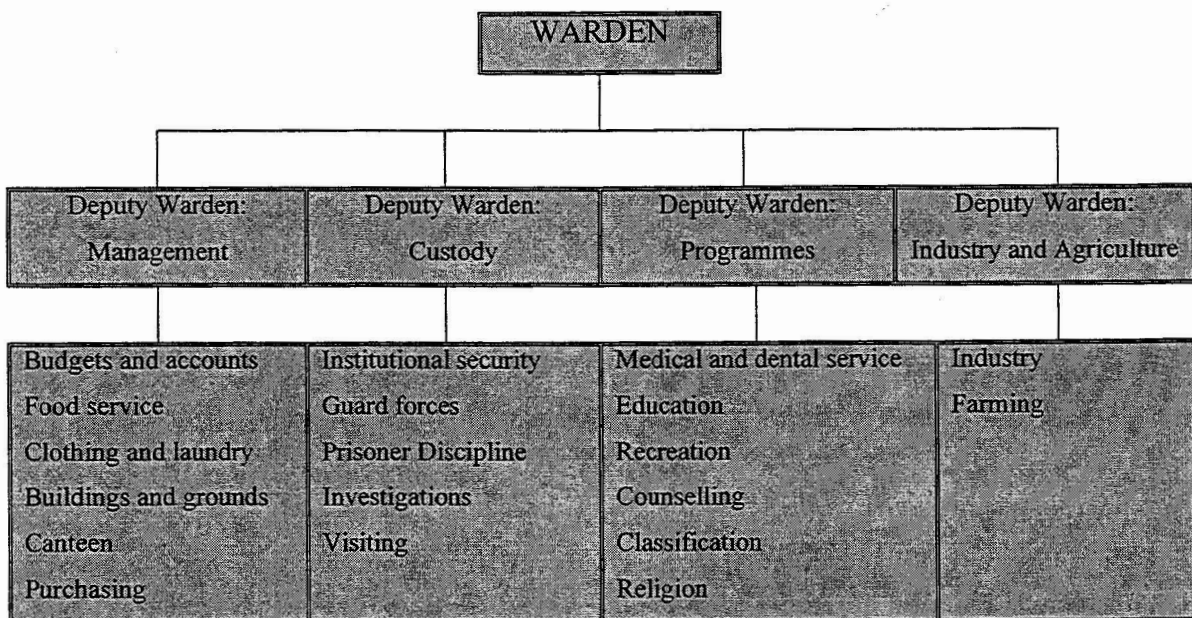 WARDEN
Deputy Warden:
Management
Deputy Warden:
Custody
Deputy Warden:
Programmes
Deputy Warden:
Industry and Agriculture
Budgets and accounts
Food service
Clothing and laundry
Buildings and grounds
Canteen
Purchasing
Institutional security
Guard forces
Prisoner Discipline
Investigations
Visiting
Medical and dental service
Education
Recreation
Counselling
Classification
Religion
Industry
Farming